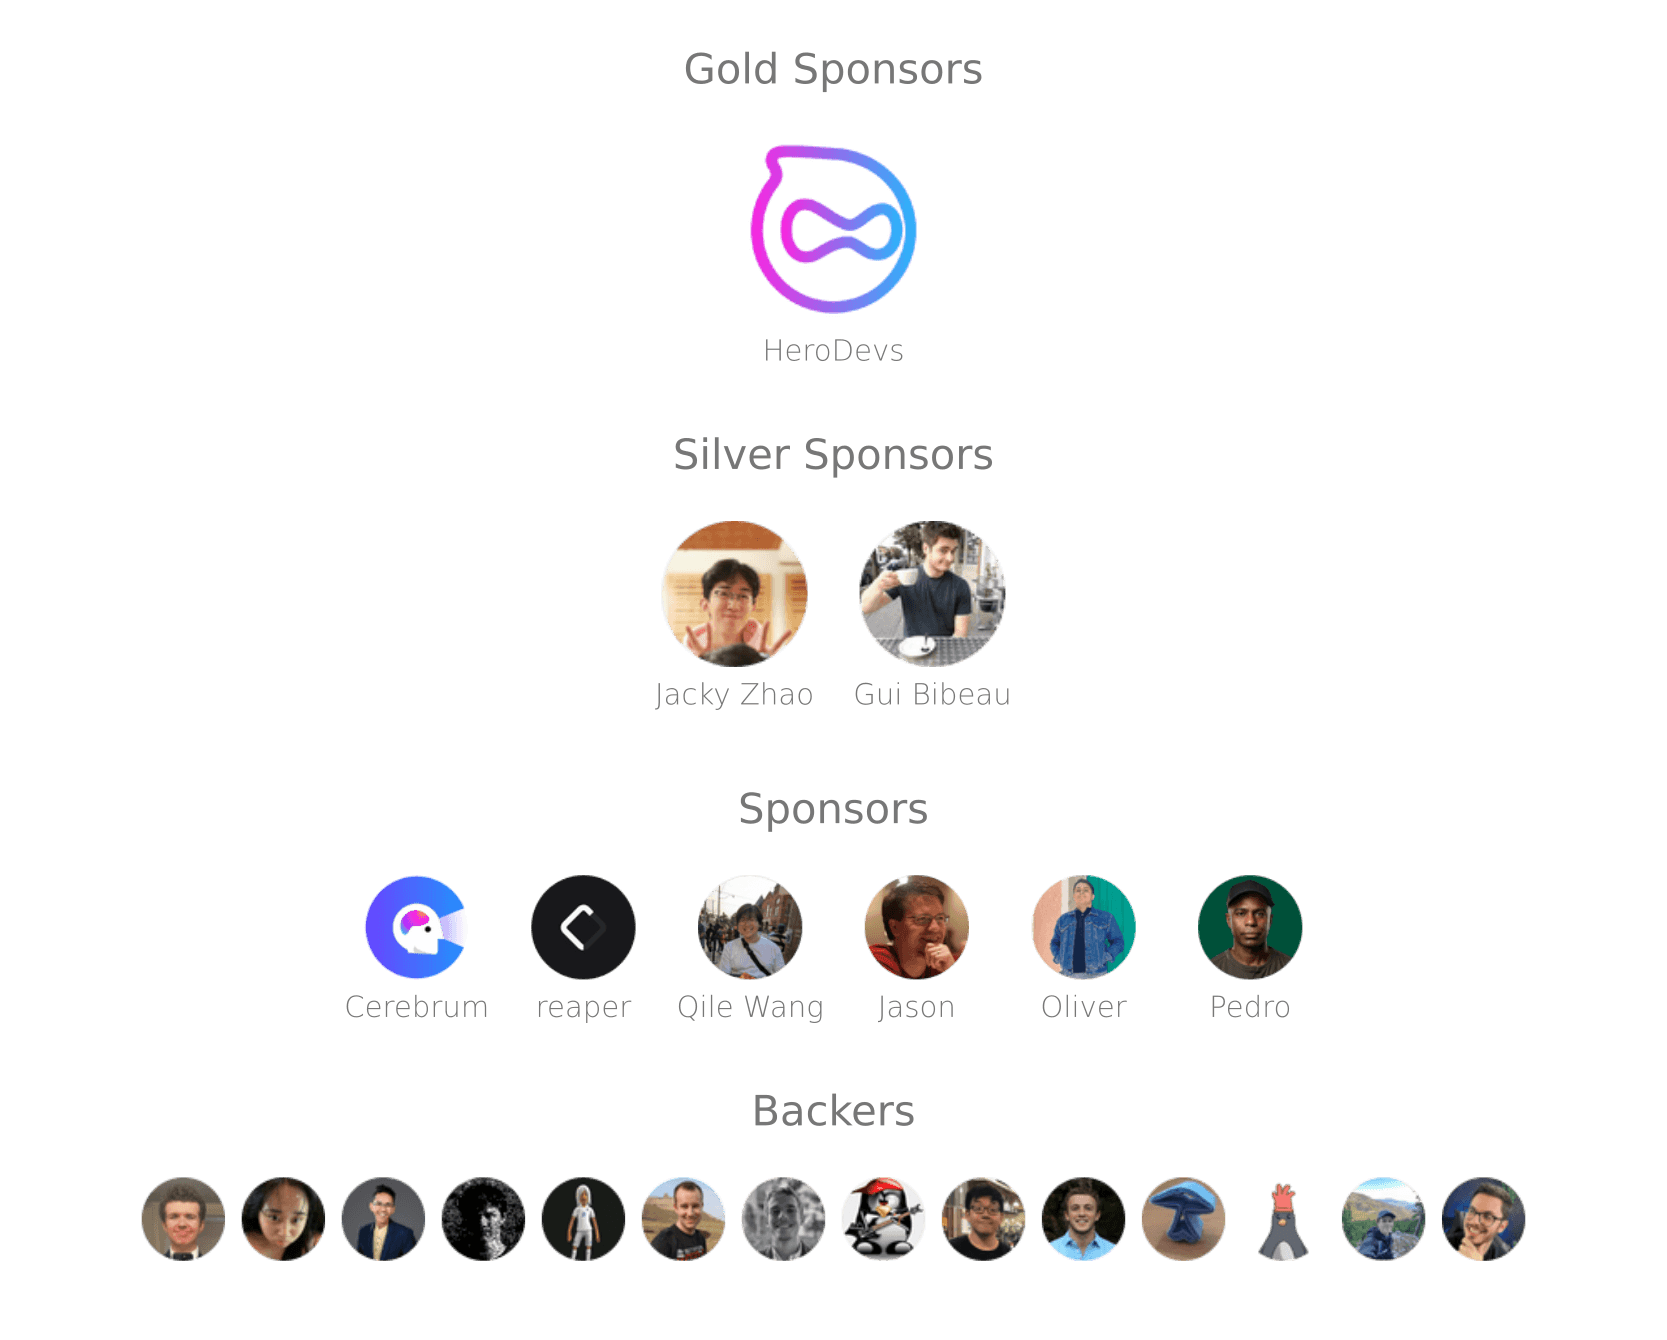 Gold Sponsors
HeroDevs
Silver Sponsors
Jacky Zhao Gui Bibeau
Sponsors
Cerebrum reaper Qile Wang Jason Oliver Pedro
Backers